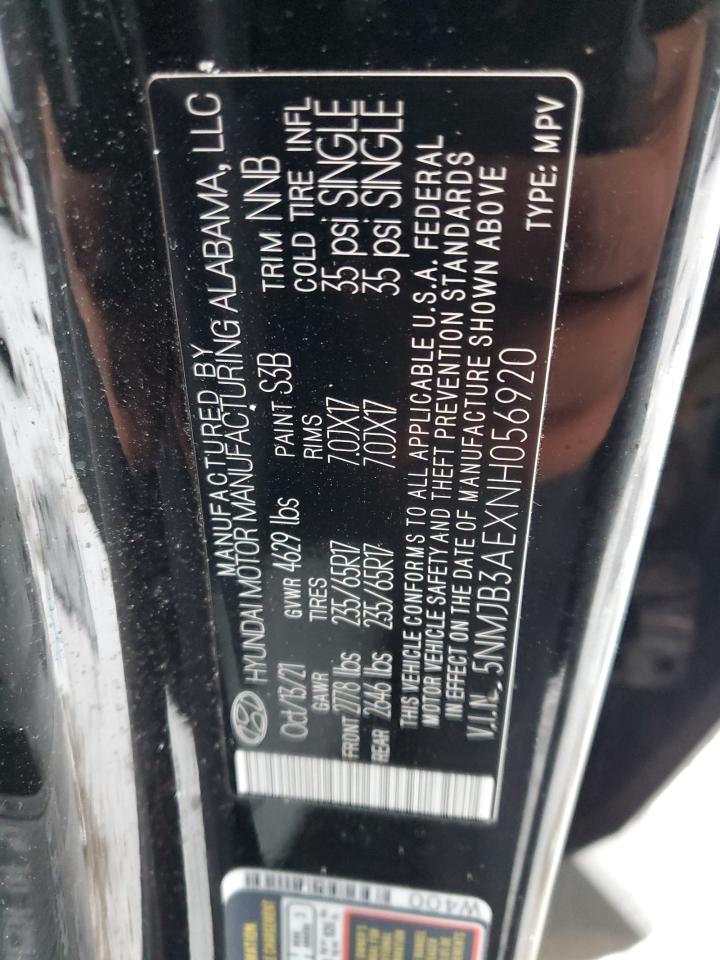 MANUFACTURED BY
HYUNDAI MOTOR MANUFACTURING ALABAMA, LLC
Oct/13/21 GVWR 4629 lbs PAINT S3B TRIM NNB
GAWR TIRES RIMS COLD TIRE INFL
FRONT 2778 lbs 235/65R17 7.0JX17 35 psi SINGLE
REAR 2646 lbs 235/65R17 7.0JX17 35 psi SINGLE
THIS VEHICLE CONFORMS TO ALL APPLICABLE U.S.A. FEDERAL
MOTOR VEHICLE SAFETY AND THEFT PREVENTION STANDARDS
IN EFFECT ON THE DATE OF MANUFACTURE SHOWN ABOVE
V.I.N. 5NMJB3AEXNH056920 TYPE: MPV
W400